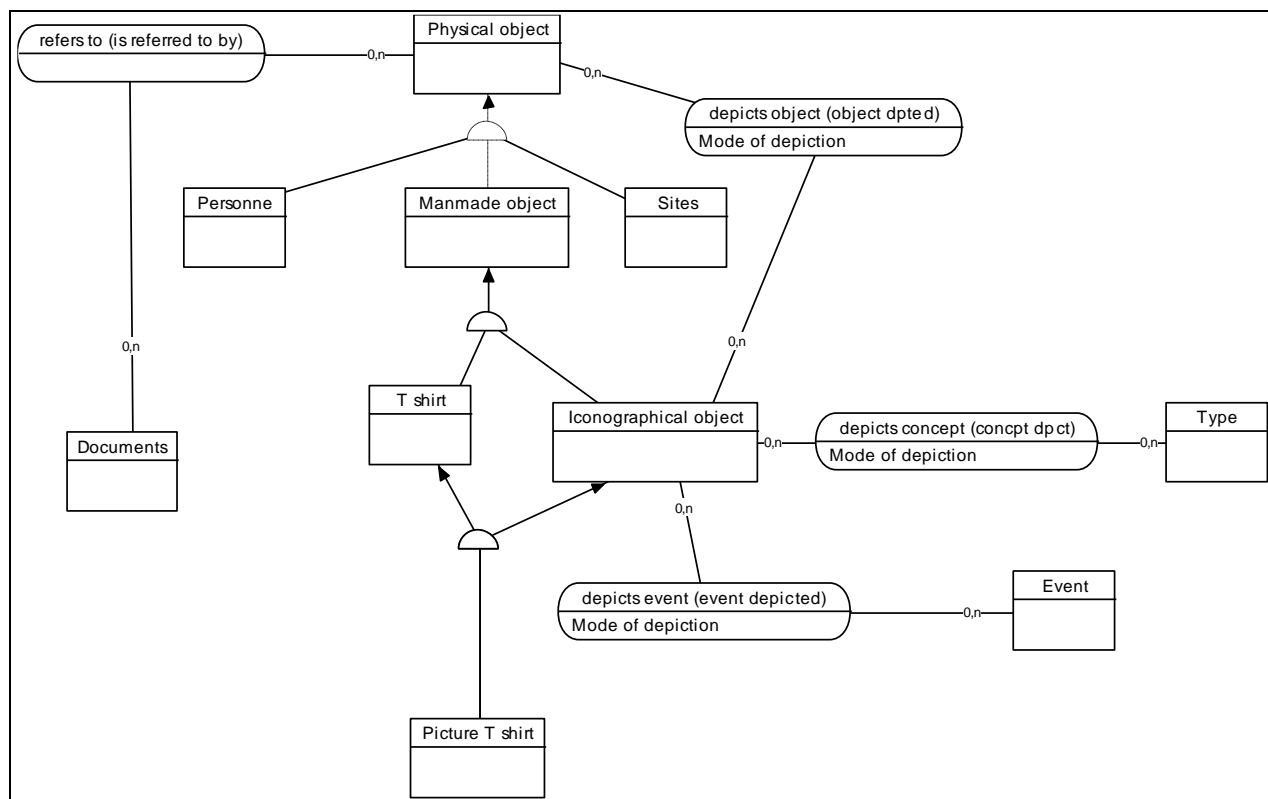 Physical object
refers to (is referred to by)
0,n
0,n
depicts object (object dpted)
Mode of depiction
Personne
Manmade object
Sites
0,n
0,n
T shirt
Iconographical object
Type
depicts concept (concpt dpct)
Documents
0,n
0,n
Mode of depiction
0,n
Event
depicts event (event depicted)
0,n
Mode of depiction
Picture T shirt